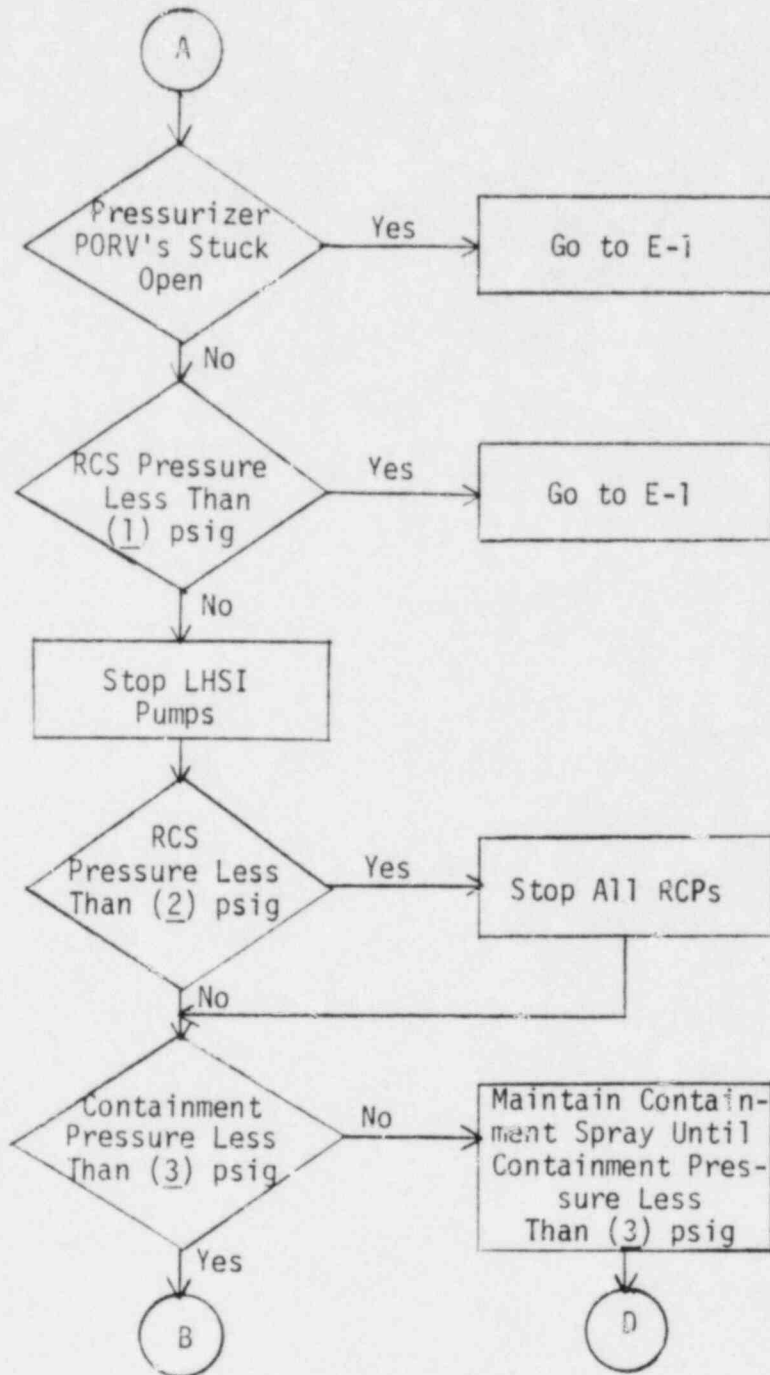 A
Pressurizer
PORV's Stuck
Open
Yes
Go to E-1
No
RCS Pressure
Less Than
(1) psig
Yes
Go to E-1
No
Stop LHSI
Pumps
RCS
Pressure Less
Than (2) psig
Yes
Stop All RCPs
No
Containment
Pressure Less
Than (3) psig
No
Maintain Contain-
ment Spray Until
Containment Pres-
sure Less
Than (3) psig
Yes
B
D